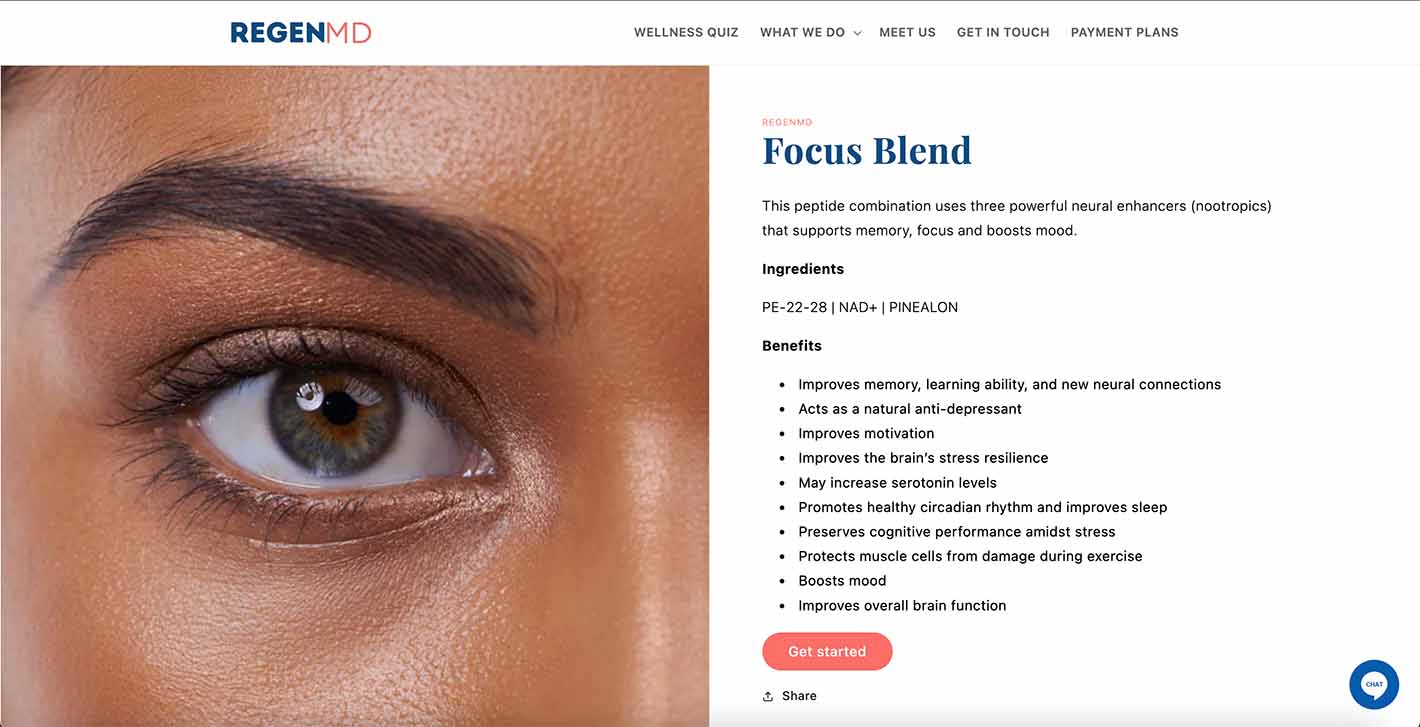 REGENMD
WELLNESS QUIZ
WHAT WE DO
MEET US
GET IN TOUCH
PAYMENT PLANS
REGENMD
Focus Blend
This peptide combination uses three powerful neural enhancers (nootropics)
that supports memory, focus and boosts mood.
Ingredients
PE-22-28 | NAD+ | PINEALON
Benefits
• Improves memory, learning ability, and new neural connections
• Acts as a natural anti-depressant
• Improves motivation
• Improves the brain’s stress resilience
• May increase serotonin levels
• Promotes healthy circadian rhythm and improves sleep
• Preserves cognitive performance amidst stress
• Protects muscle cells from damage during exercise
• Boosts mood
• Improves overall brain function
Get started
Share
CHAT